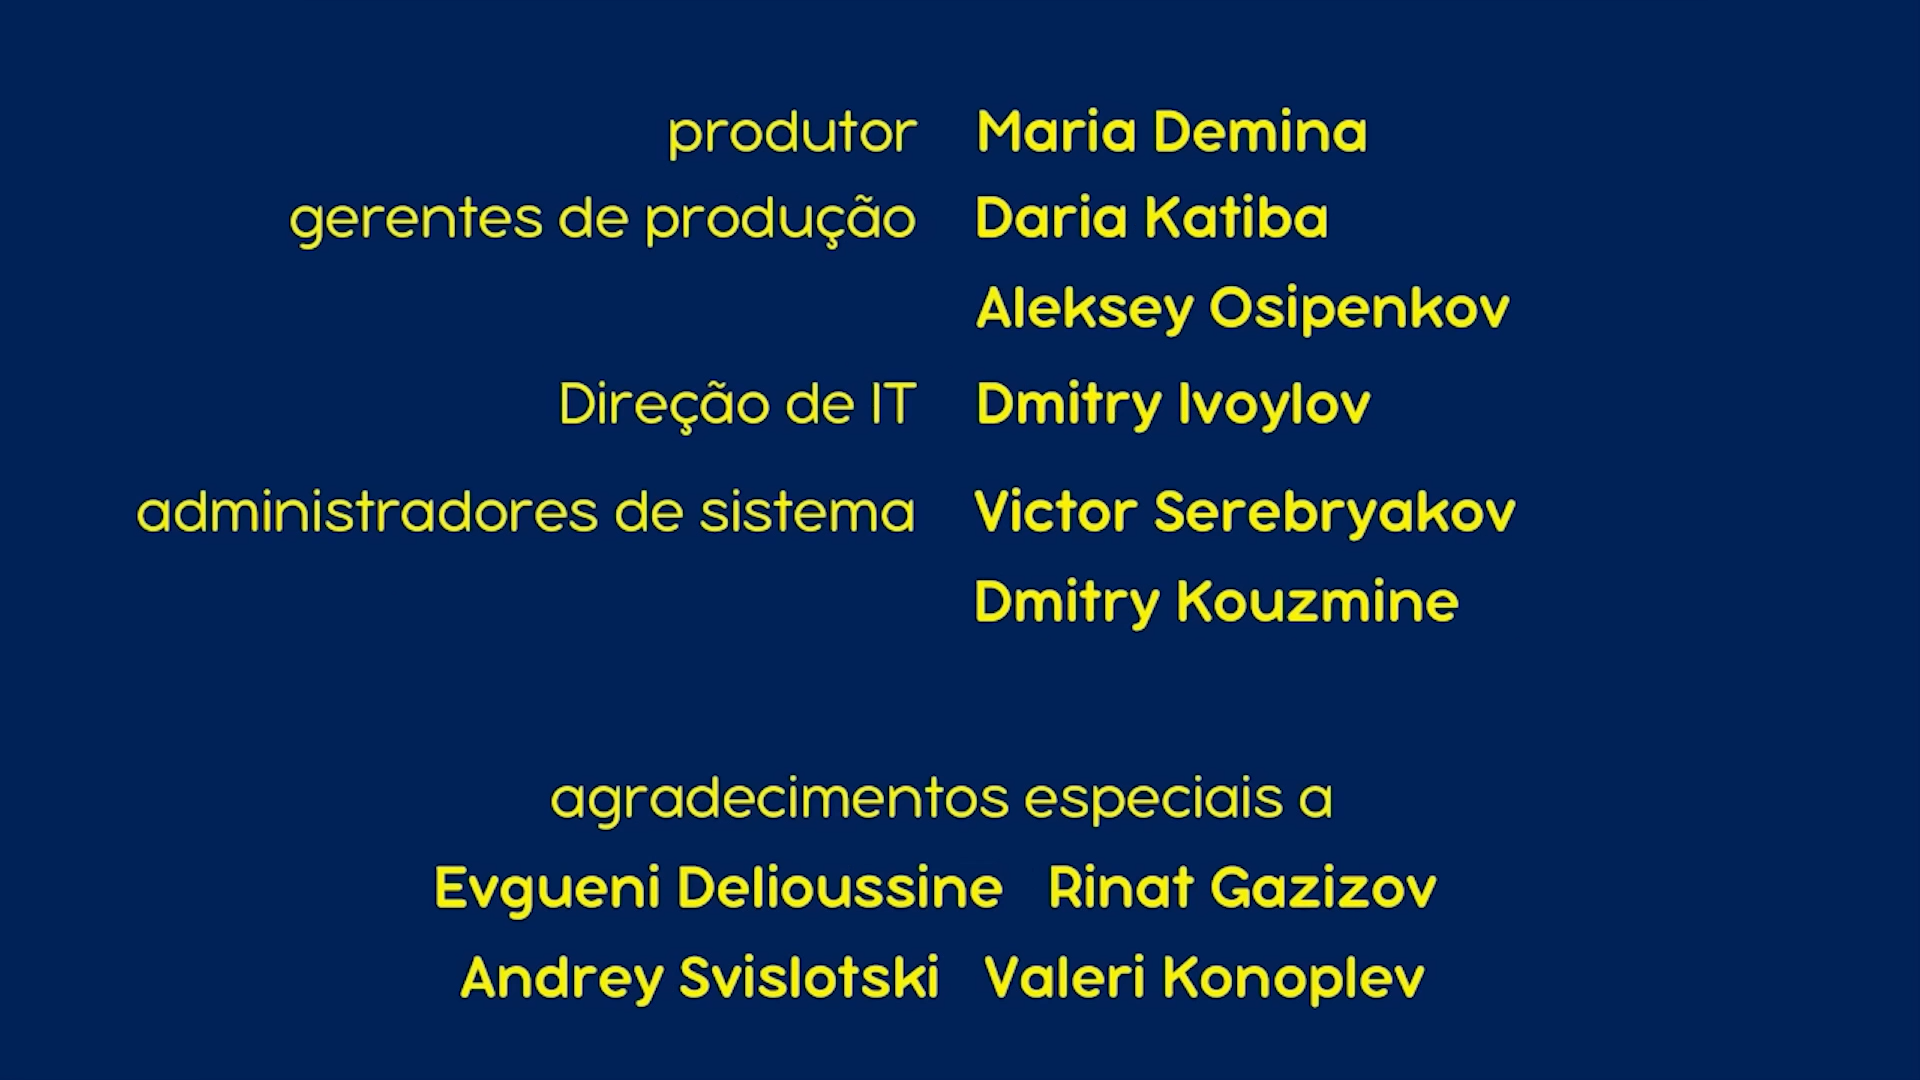 produtor Maria Demina
gerentes de produção Daria Katiba
Aleksey Osipenkov
Direção de IT Dmitry Ivoylov
administradores de sistema Victor Serebryakov
Dmitry Kouzmine
agradecimentos especiais a
Evgueni Delioussine Rinat Gazizov
Andrey Svislotski Valeri Konoplev